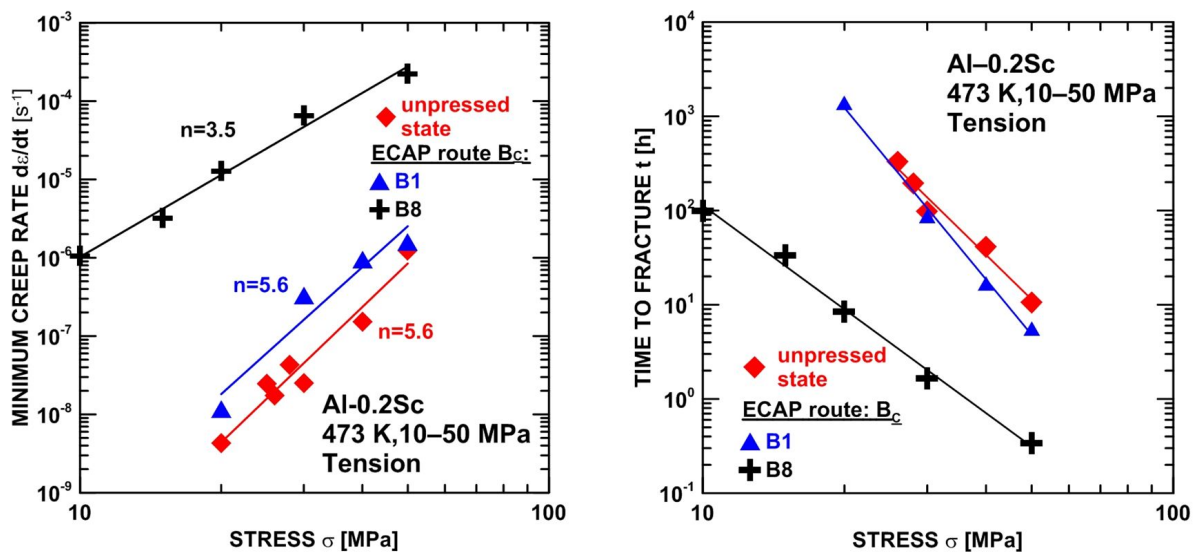 MINIMUM CREEP RATE dε/dt [s⁻¹]
10⁻³
10⁻⁴
10⁻⁵
10⁻⁶
10⁻⁷
10⁻⁸
10⁻⁹
n=3.5
unpressed
state
ECAP route Bc:
B1
B8
n=5.6
n=5.6
Al-0.2Sc
473 K,10–50 MPa
Tension
10
100
STRESS σ [MPa]
TIME TO FRACTURE t [h]
10⁴
10³
10²
10¹
10⁰
10⁻¹
Al–0.2Sc
473 K,10–50 MPa
Tension
unpressed
state
ECAP route: Bc
B1
B8
10
100
STRESS σ [MPa]